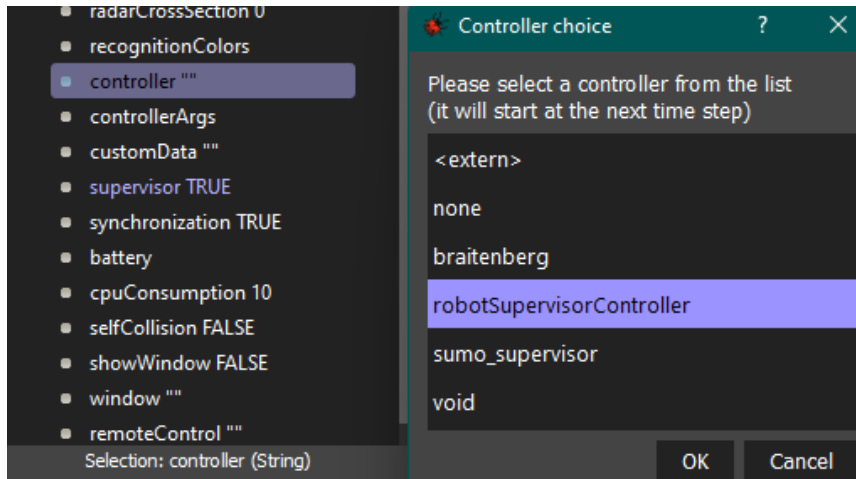 radarCrossSection 0
recognitionColors
controller ""
controllerArgs
customData ""
supervisor TRUE
synchronization TRUE
battery
cpuConsumption 10
selfCollision FALSE
showWindow FALSE
window ""
remoteControl ""
Selection: controller (String)
Controller choice ?
Please select a controller from the list
(it will start at the next time step)
<extern>
none
braitenberg
robotSupervisorController
sumo_supervisor
void
OK Cancel